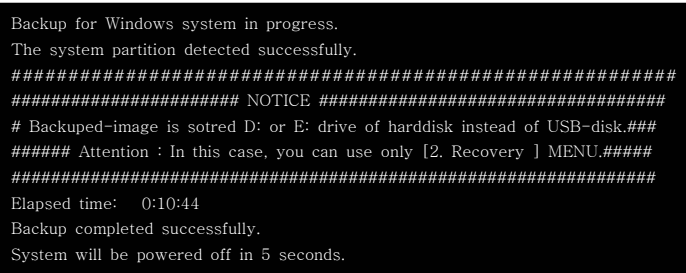 Backup for Windows system in progress.
The system partition detected successfully.
##########################################################
####################### NOTICE ###################################
# Backuped-image is sotred D: or E: drive of harddisk instead of USB-disk.###
###### Attention : In this case, you can use only [2. Recovery ] MENU.#####
#################################################################
Elapsed time: 0:10:44
Backup completed successfully.
System will be powered off in 5 seconds.